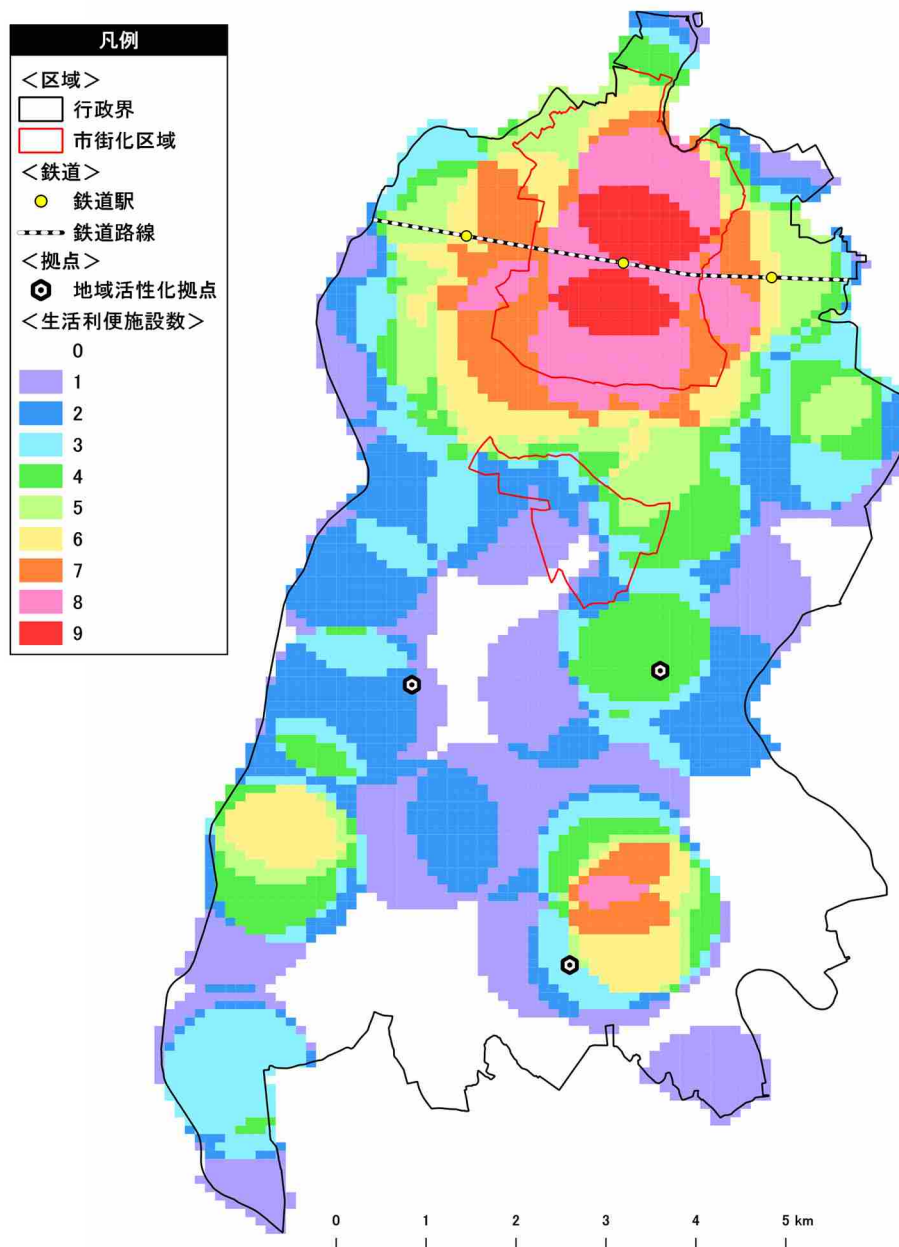 凡例
<区域>
行政界
市街化区域
<鉄道>
鉄道駅
鉄道路線
<拠点>
地域活性化拠点
<生活利便施設数>
0
1
2
3
4
5
6
7
8
9
0 1 2 3 4 5 km